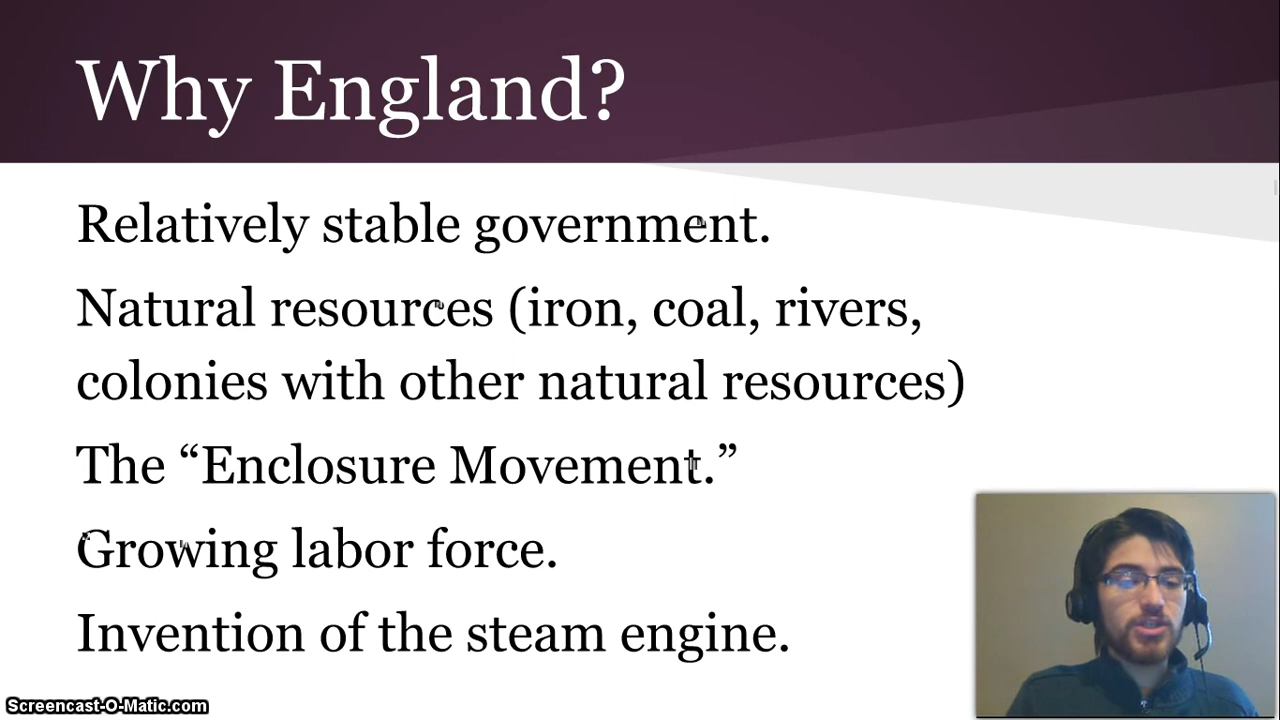 Why England?
Relatively stable government.
Natural resources (iron, coal, rivers,
colonies with other natural resources)
The “Enclosure Movement.”
Growing labor force.
Invention of the steam engine.
Screencast-O-Matic.com